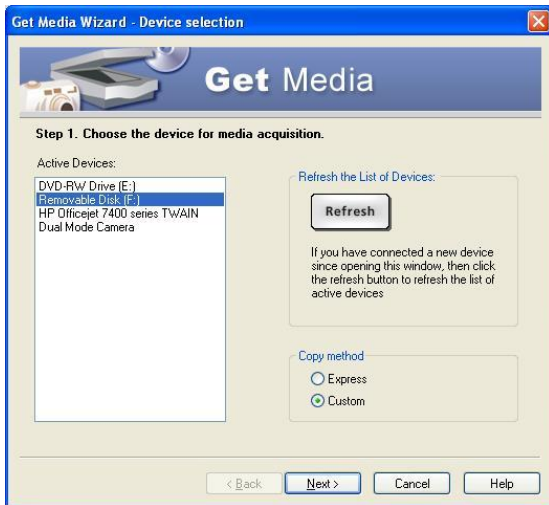 Get Media Wizard - Device selection
Get Media
Step 1. Choose the device for media acquisition.
Active Devices:
DVD-RW Drive (E:)
Removable Disk (F:)
HP Officejet 7400 series TWAIN
Dual Mode Camera
Refresh the List of Devices:
Refresh
If you have connected a new device
since opening this window, then click
the refresh button to refresh the list of
active devices
Copy method
Express
Custom
< Back
Next >
Cancel
Help